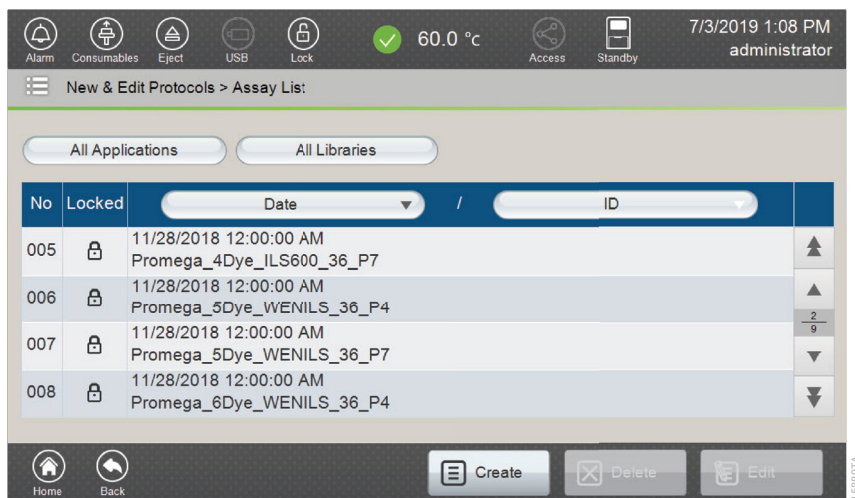 7/3/2019 1:08 PM
60.0 °c
administrator
Alarm Consumables Eject USB Lock Access Standby
New & Edit Protocols > Assay List
All Applications All Libraries
No Locked Date / ID
005 11/28/2018 12:00:00 AM
Promega_4Dye_ILS600_36_P7
006 11/28/2018 12:00:00 AM
Promega_5Dye_WENILS_36_P4
2
9
007 11/28/2018 12:00:00 AM
Promega_5Dye_WENILS_36_P7
008 11/28/2018 12:00:00 AM
Promega_6Dye_WENILS_36_P4
Create Delete Edit
Home Back